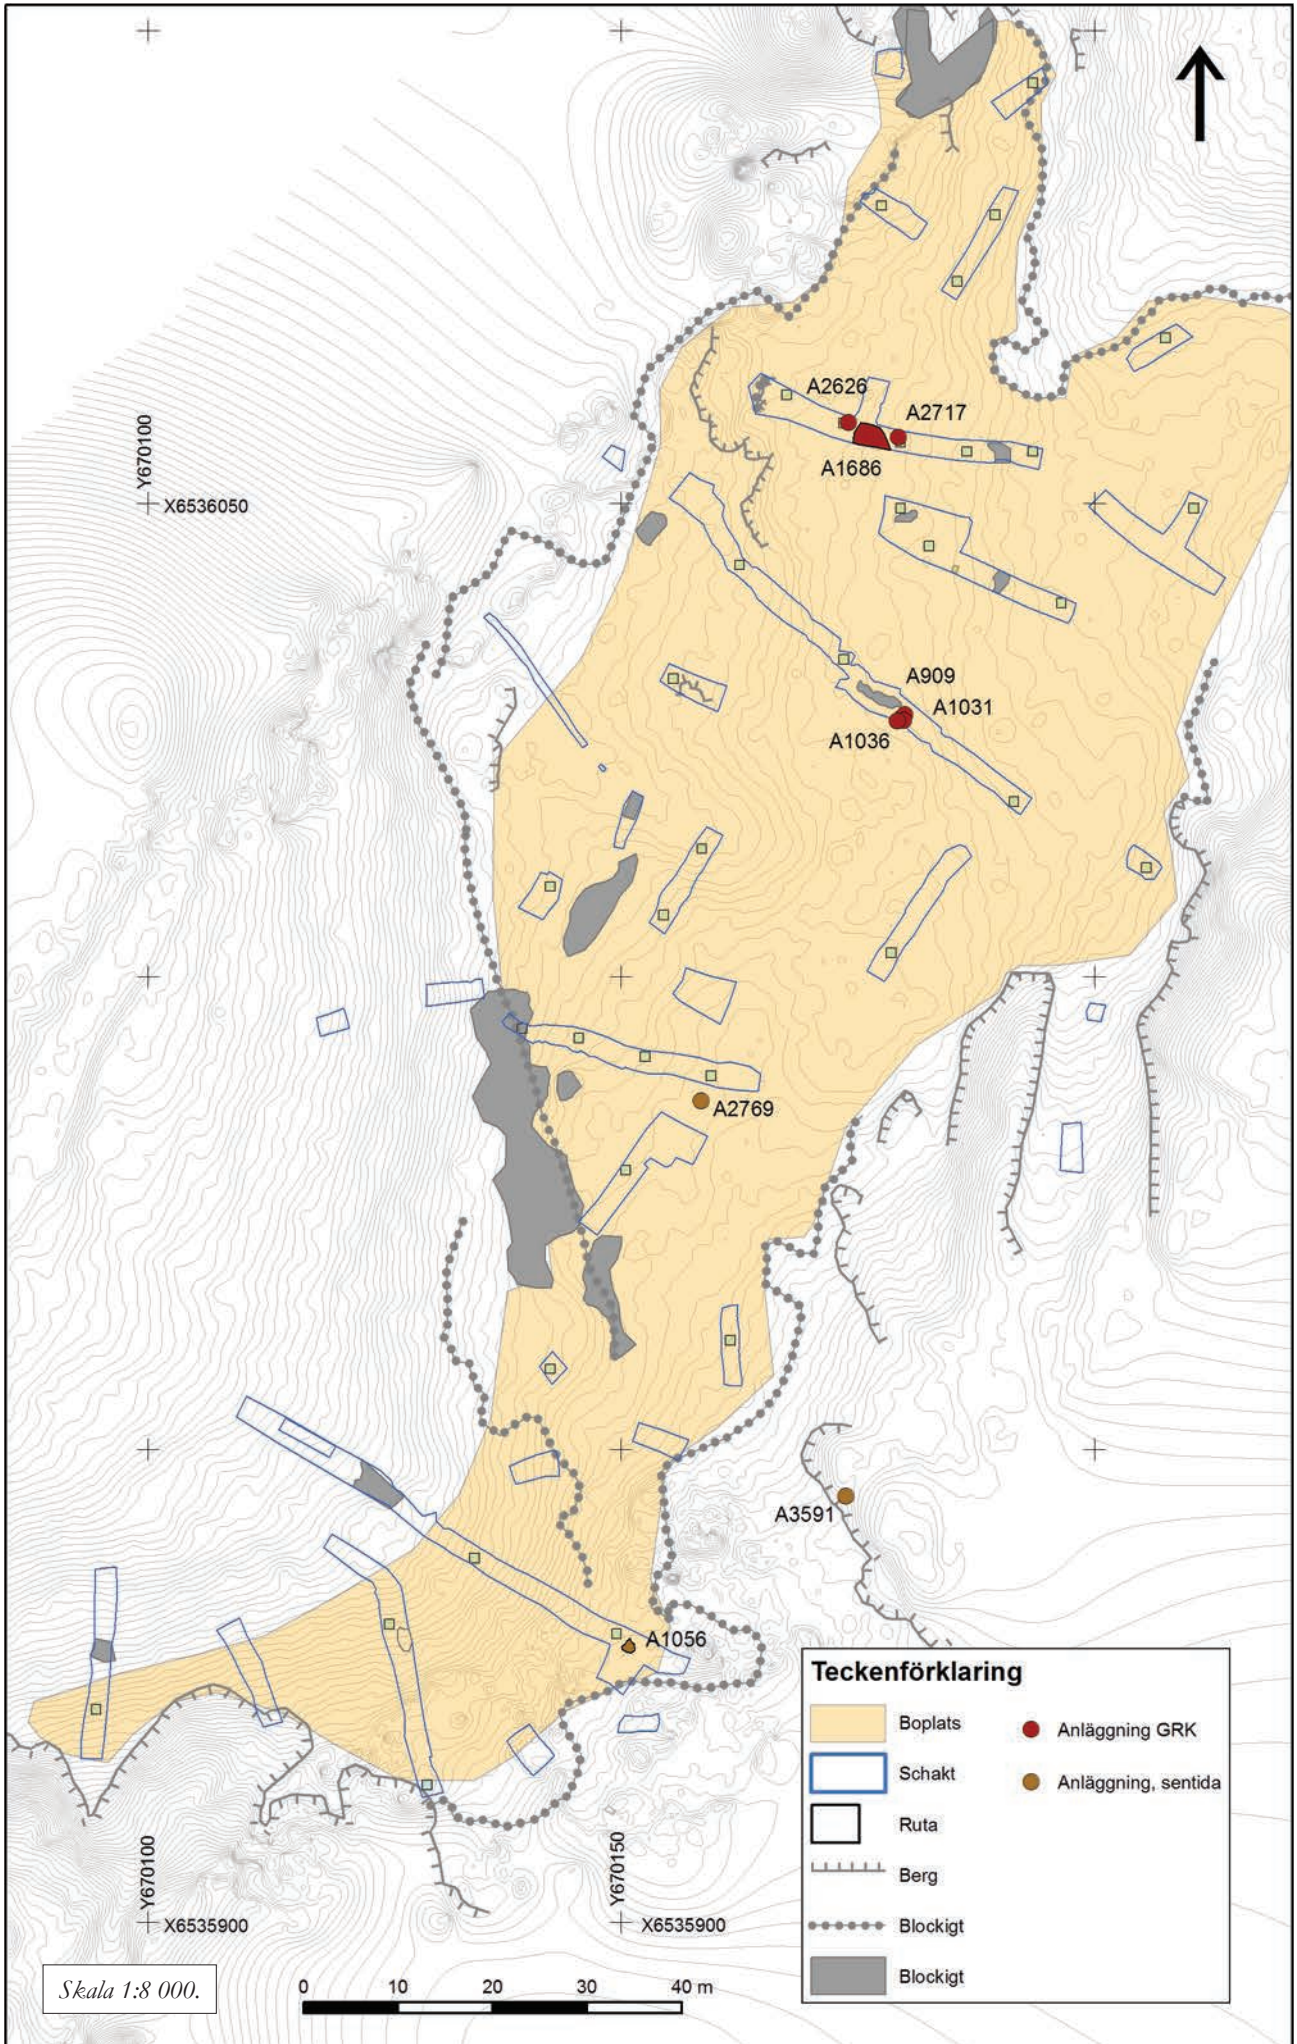 A2626
A2717
A1686
Y670100
X6536050
A909
A1031
A1036
A2769
A3591
A1056
Teckenförklaring
Boplats
Schakt
Ruta
Berg
Blockigt
Blockigt
Anläggning GRK
Anläggning, sentida
Y670100
X6535900
Y670150
X6535900
Skala 1:8 000.
0 10 20 30 40 m